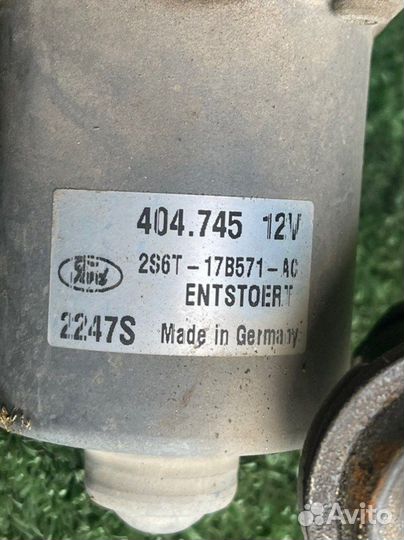 404.745 12V
2S6T-17B571-AC
ENTSTOERT
2247S Made in Germany
Avito